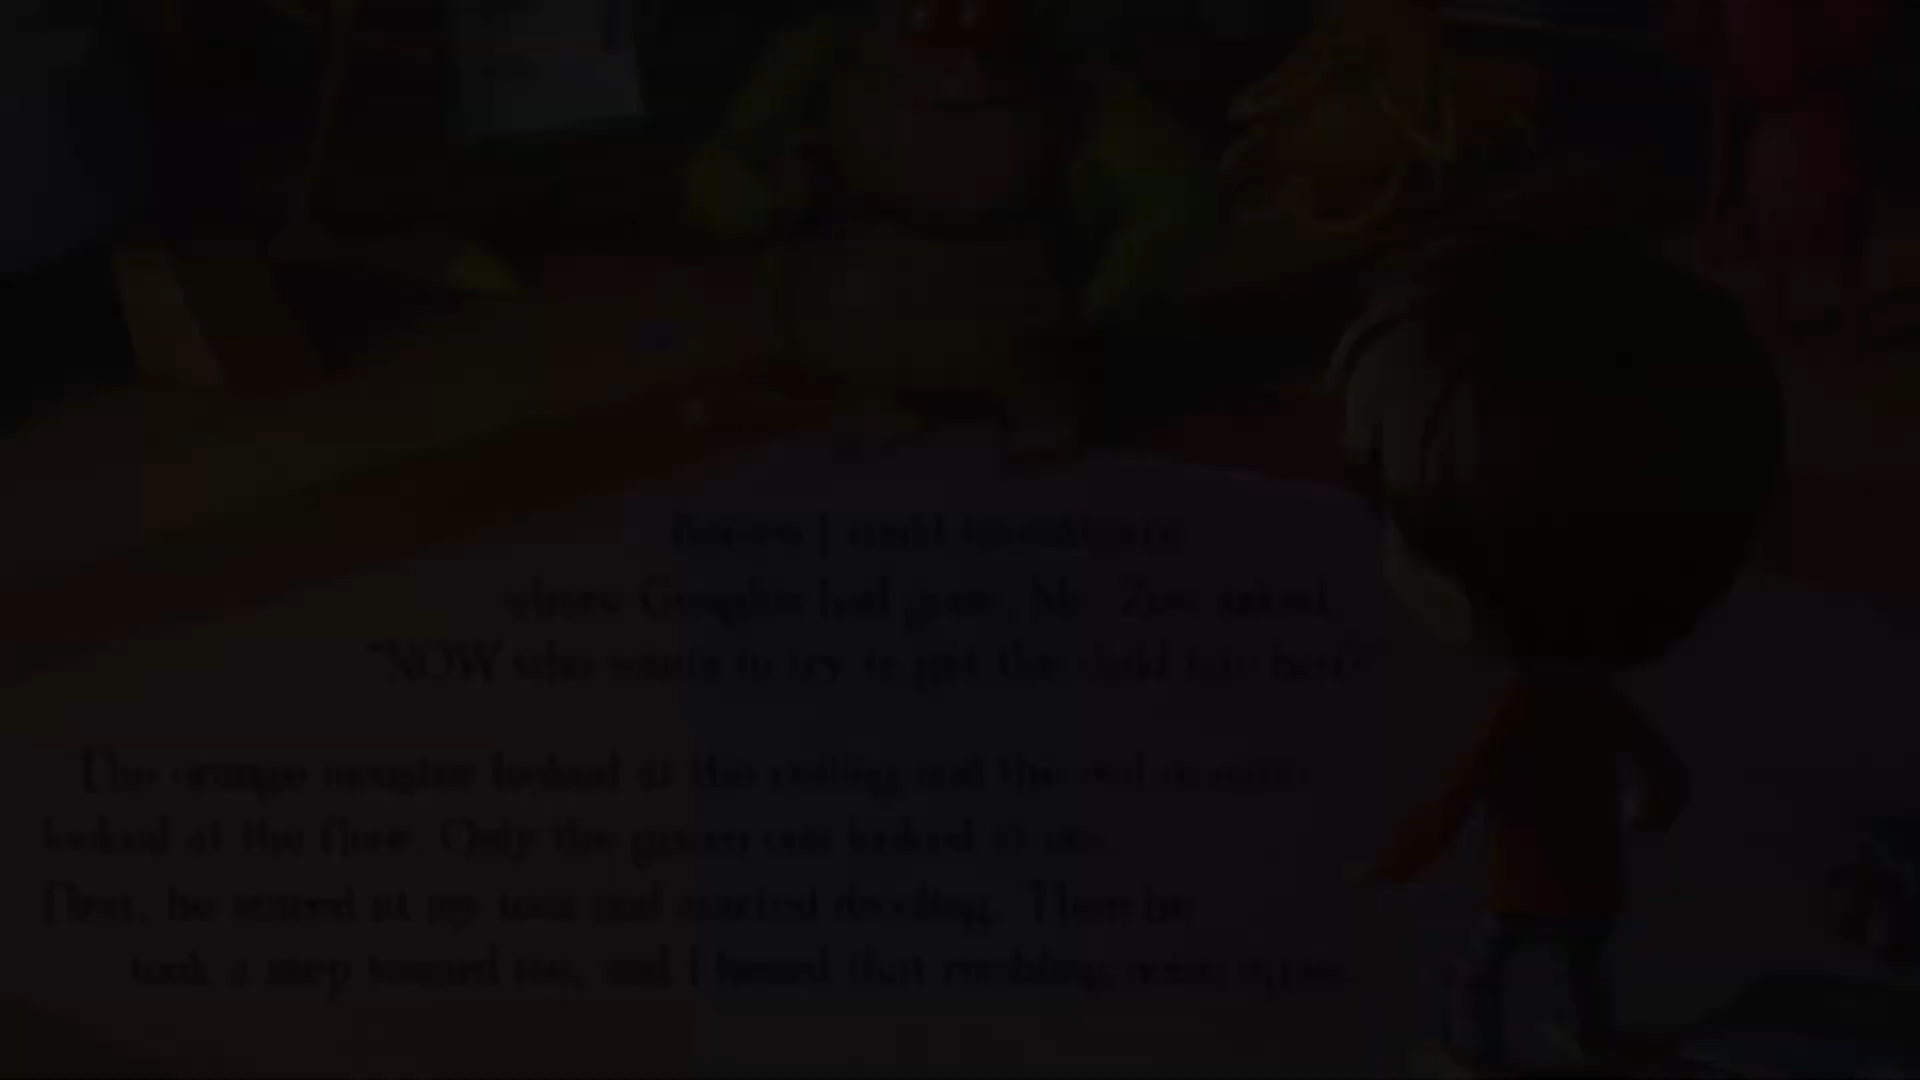 Before I could investigate
where Googler had gone, Mr. Zoo asked,
"NOW who wants to try to get the child into bed?"
The orange monster looked at the ceiling, and the red monster
looked at the floor. Only the green one looked at me.
First, he stared at my toes and started drooling. Then he
took a step toward me, and I heard that rumbling noise again.